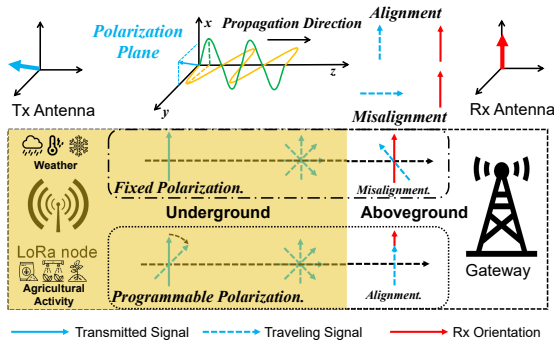 Polarization
Plane
x
Propagation Direction
z
y
Alignment
Misalignment
Tx Antenna
Rx Antenna
Weather
Fixed Polarization.
Misalignment.
Underground
Aboveground
LoRa node
Agricultural
Activity
Programmable Polarization.
Alignment.
Gateway
Transmitted Signal
Traveling Signal
Rx Orientation